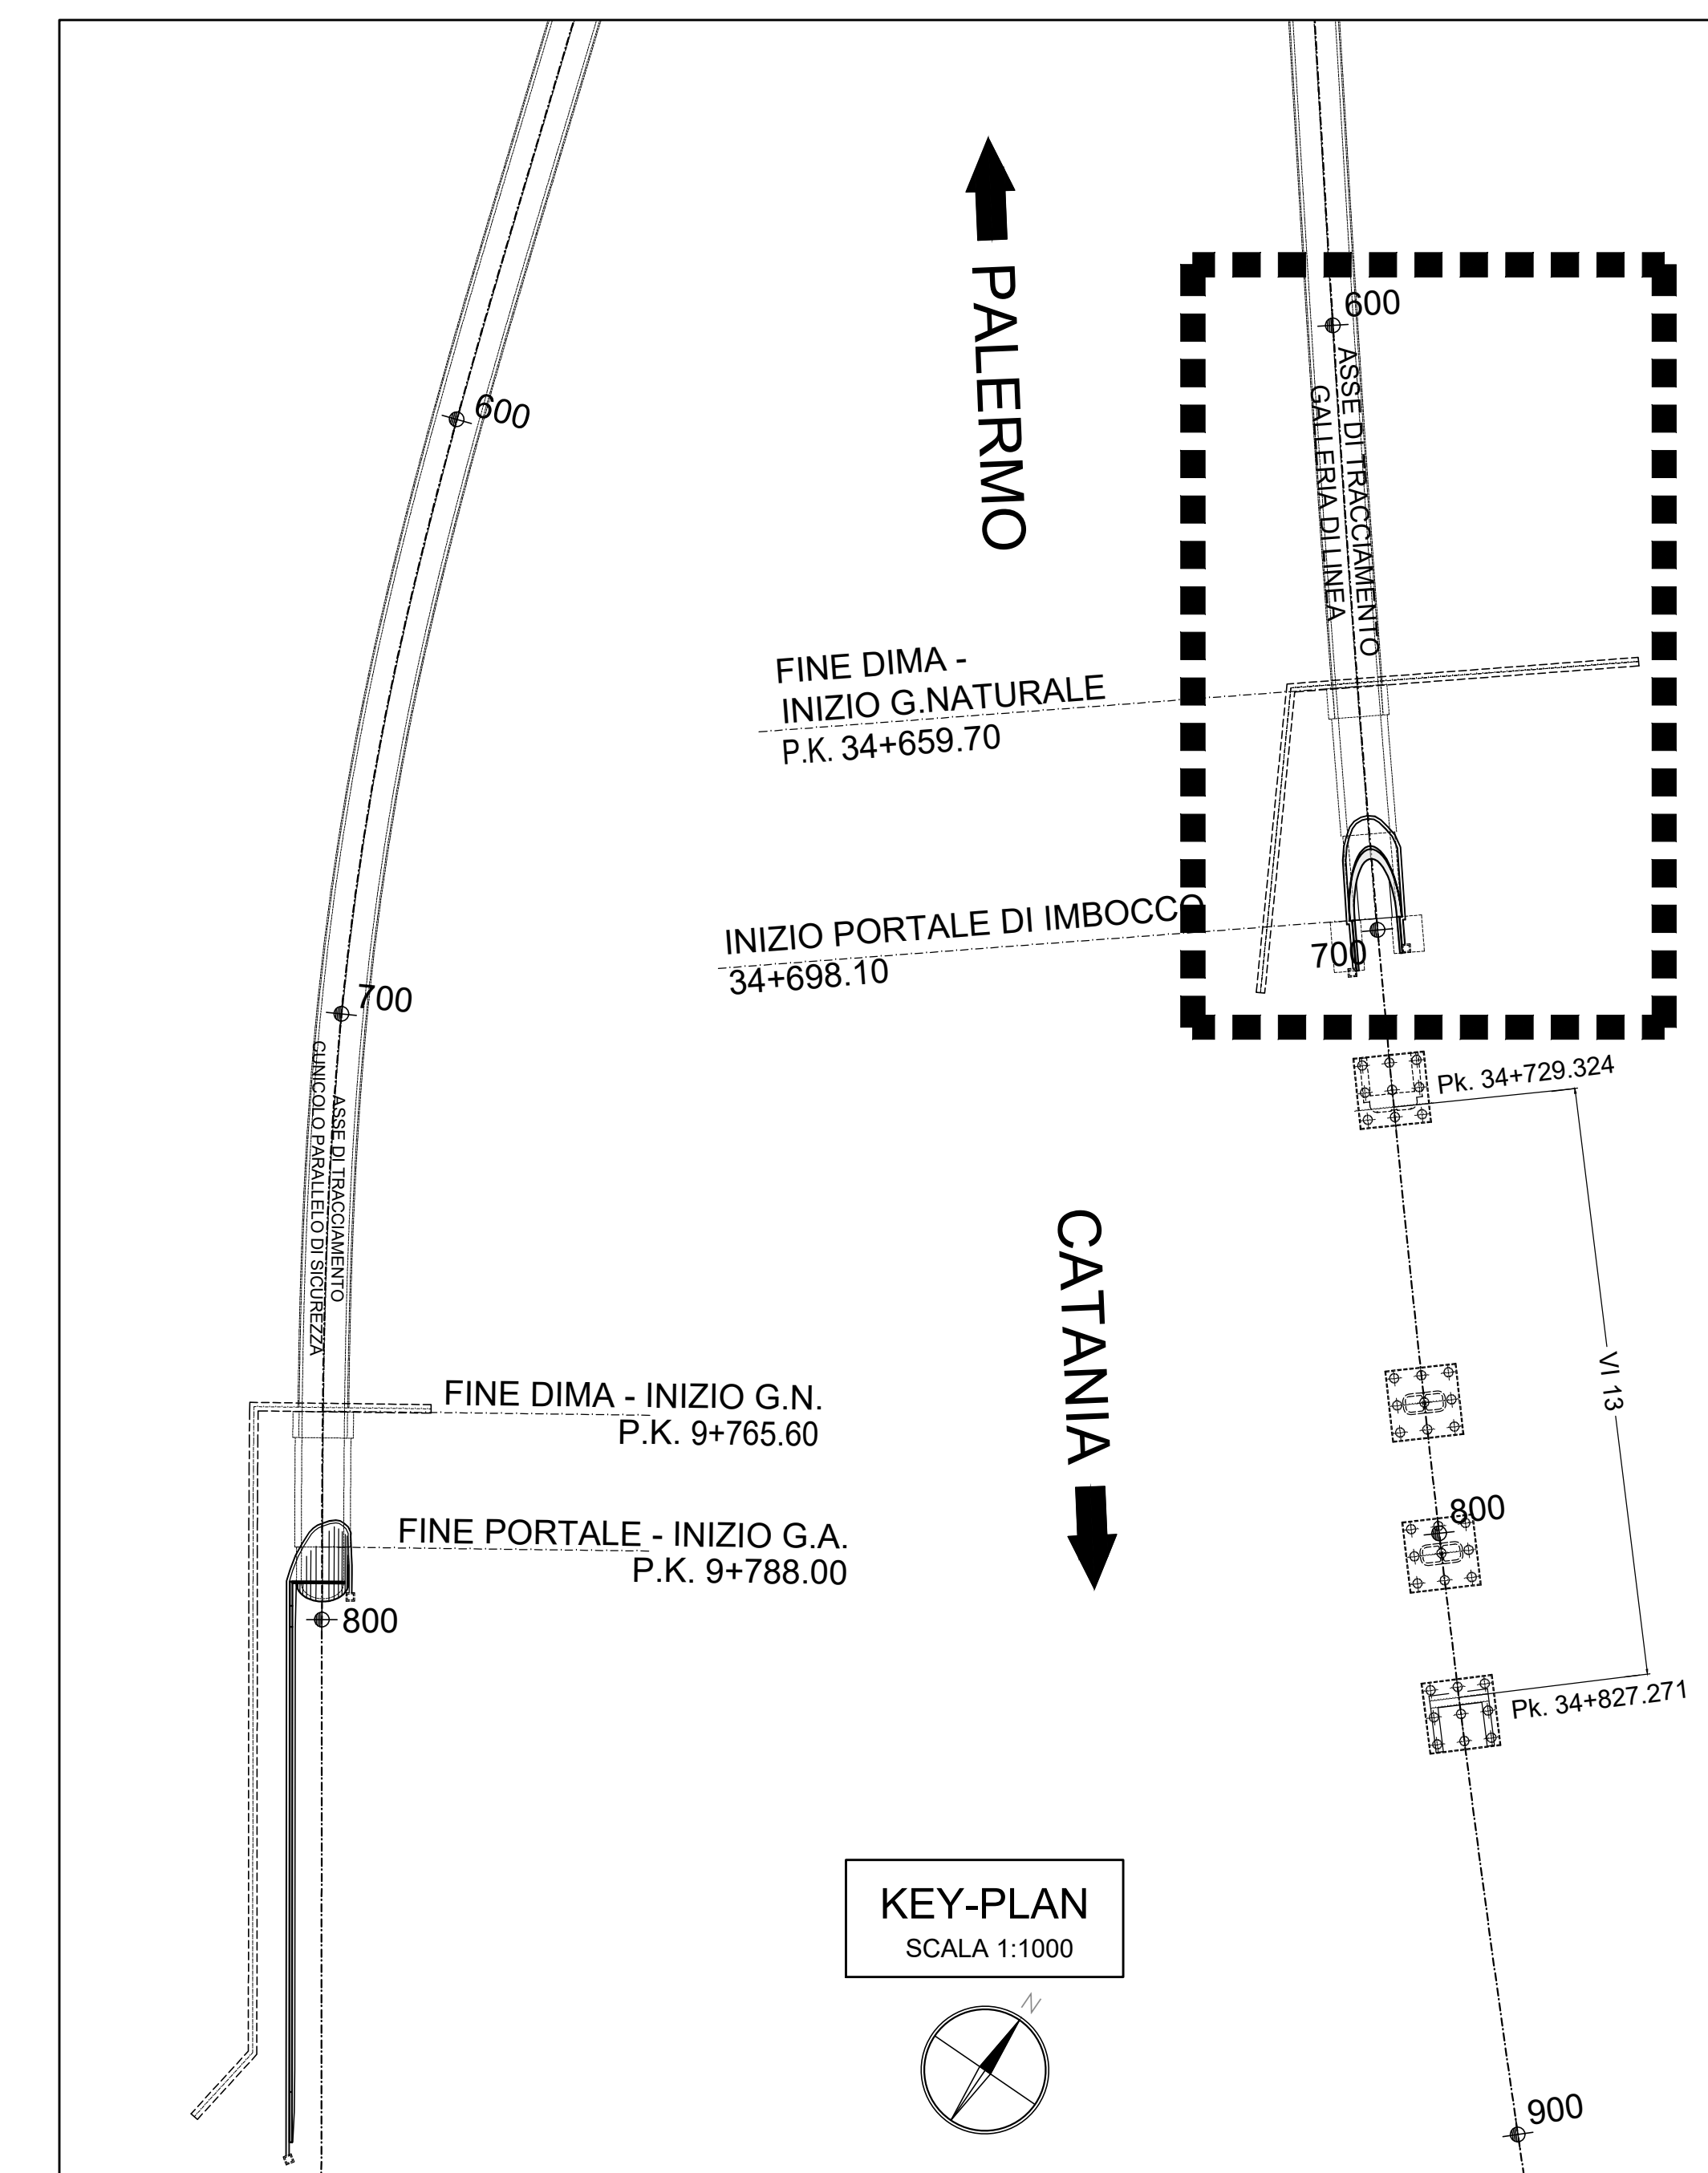 PALERMO
600
600
ASSE DI TRACCIAMENTO
GALLERIA DI LINEA
FINE DIMA -
INIZIO G.NATURALE
P.K. 34+659.70
INIZIO PORTALE DI IMBOCCO
34+698.10
700
700
ASSE DI TRACCIAMENTO
CUNICOLO PARALLELO DI SICUREZZA
Pk. 34+729.324
CATANIA
VI 13
FINE DIMA - INIZIO G.N.
P.K. 9+765.60
800
FINE PORTALE - INIZIO G.A.
P.K. 9+788.00
800
Pk. 34+827.271
KEY-PLAN
SCALA 1:1000
N
900